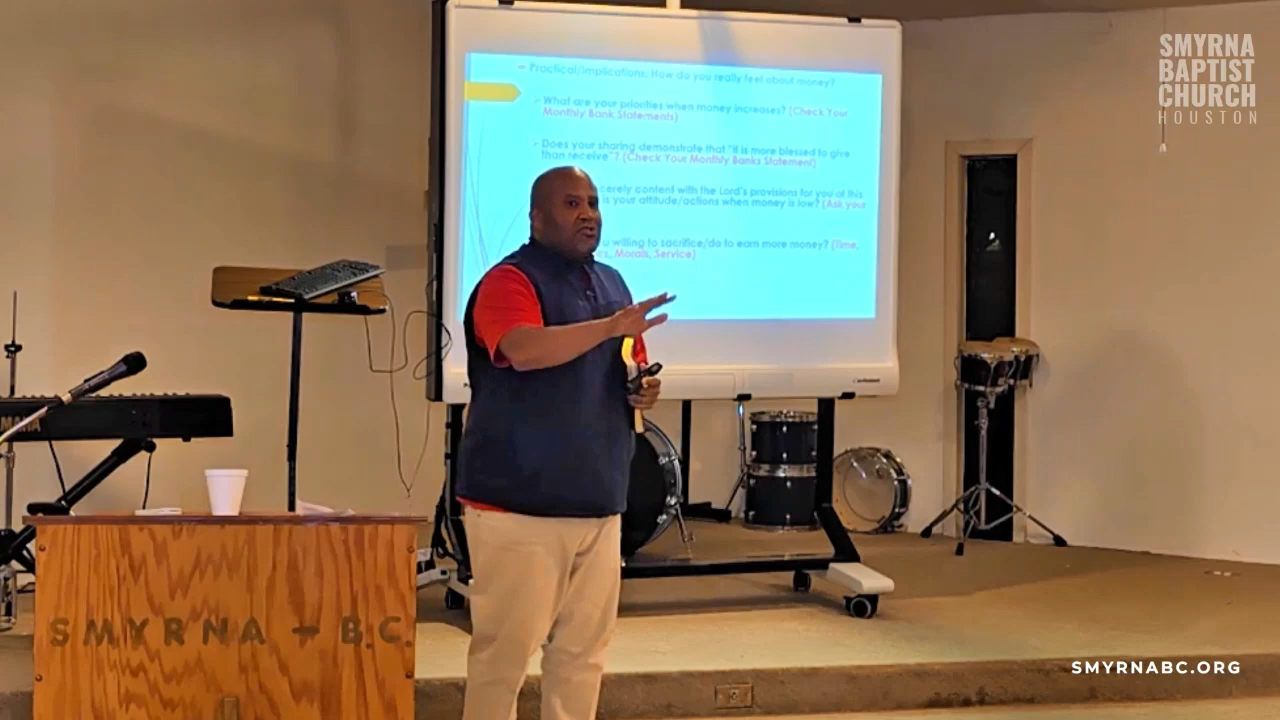 SMYRNA
BAPTIST
CHURCH
HOUSTON
Practical/Implications: How do you really feel about money?
What are your priorities when money increases? (Check Your
Monthly Bank Statements)
Does your sharing demonstrate that "it is more blessed to give
than receive"? (Check Your Monthly Banks Statement)
content with the Lord's provisions for you at this
is your attitude/actions when money is low? (Ask your
willing to sacrifice/do to earn more money? (Time,
Morals, Service)
SMYRNA - B.C.
SMYRNABC.ORG